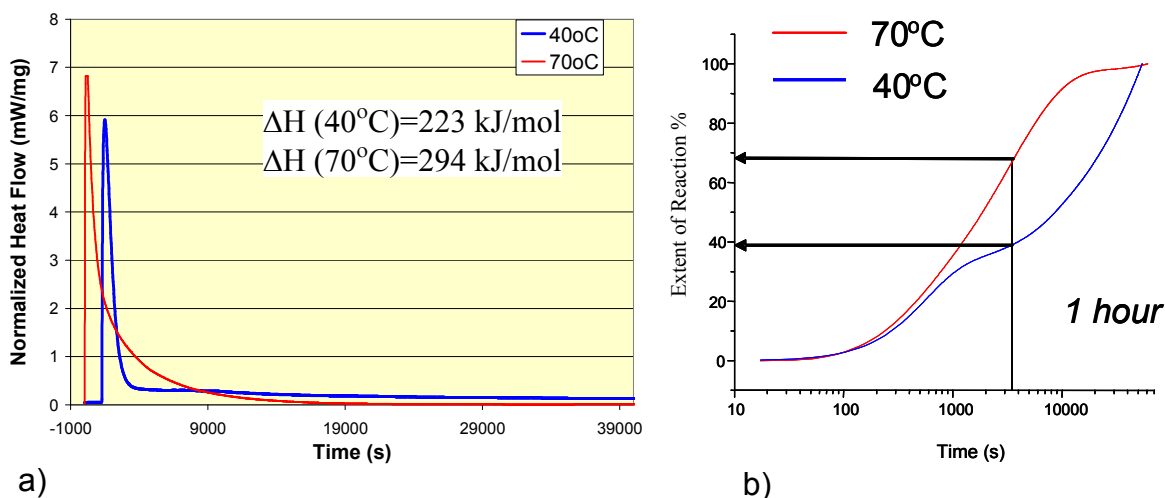 8
7
6
5
4
3
2
1
0
Normalized Heat Flow (mW/mg)
40oC
70oC
ΔH (40°C)=223 kJ/mol
ΔH (70°C)=294 kJ/mol
-1000 9000 19000 29000 39000
Time (s)
a)
70ºC
40ºC
100
80
60
40
20
0
Extent of Reaction %
1 hour
10 100 1000 10000
Time (s)
b)